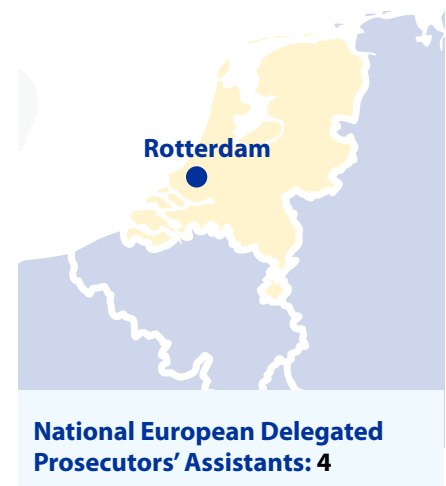 Rotterdam
National European Delegated
Prosecutors’ Assistants: 4